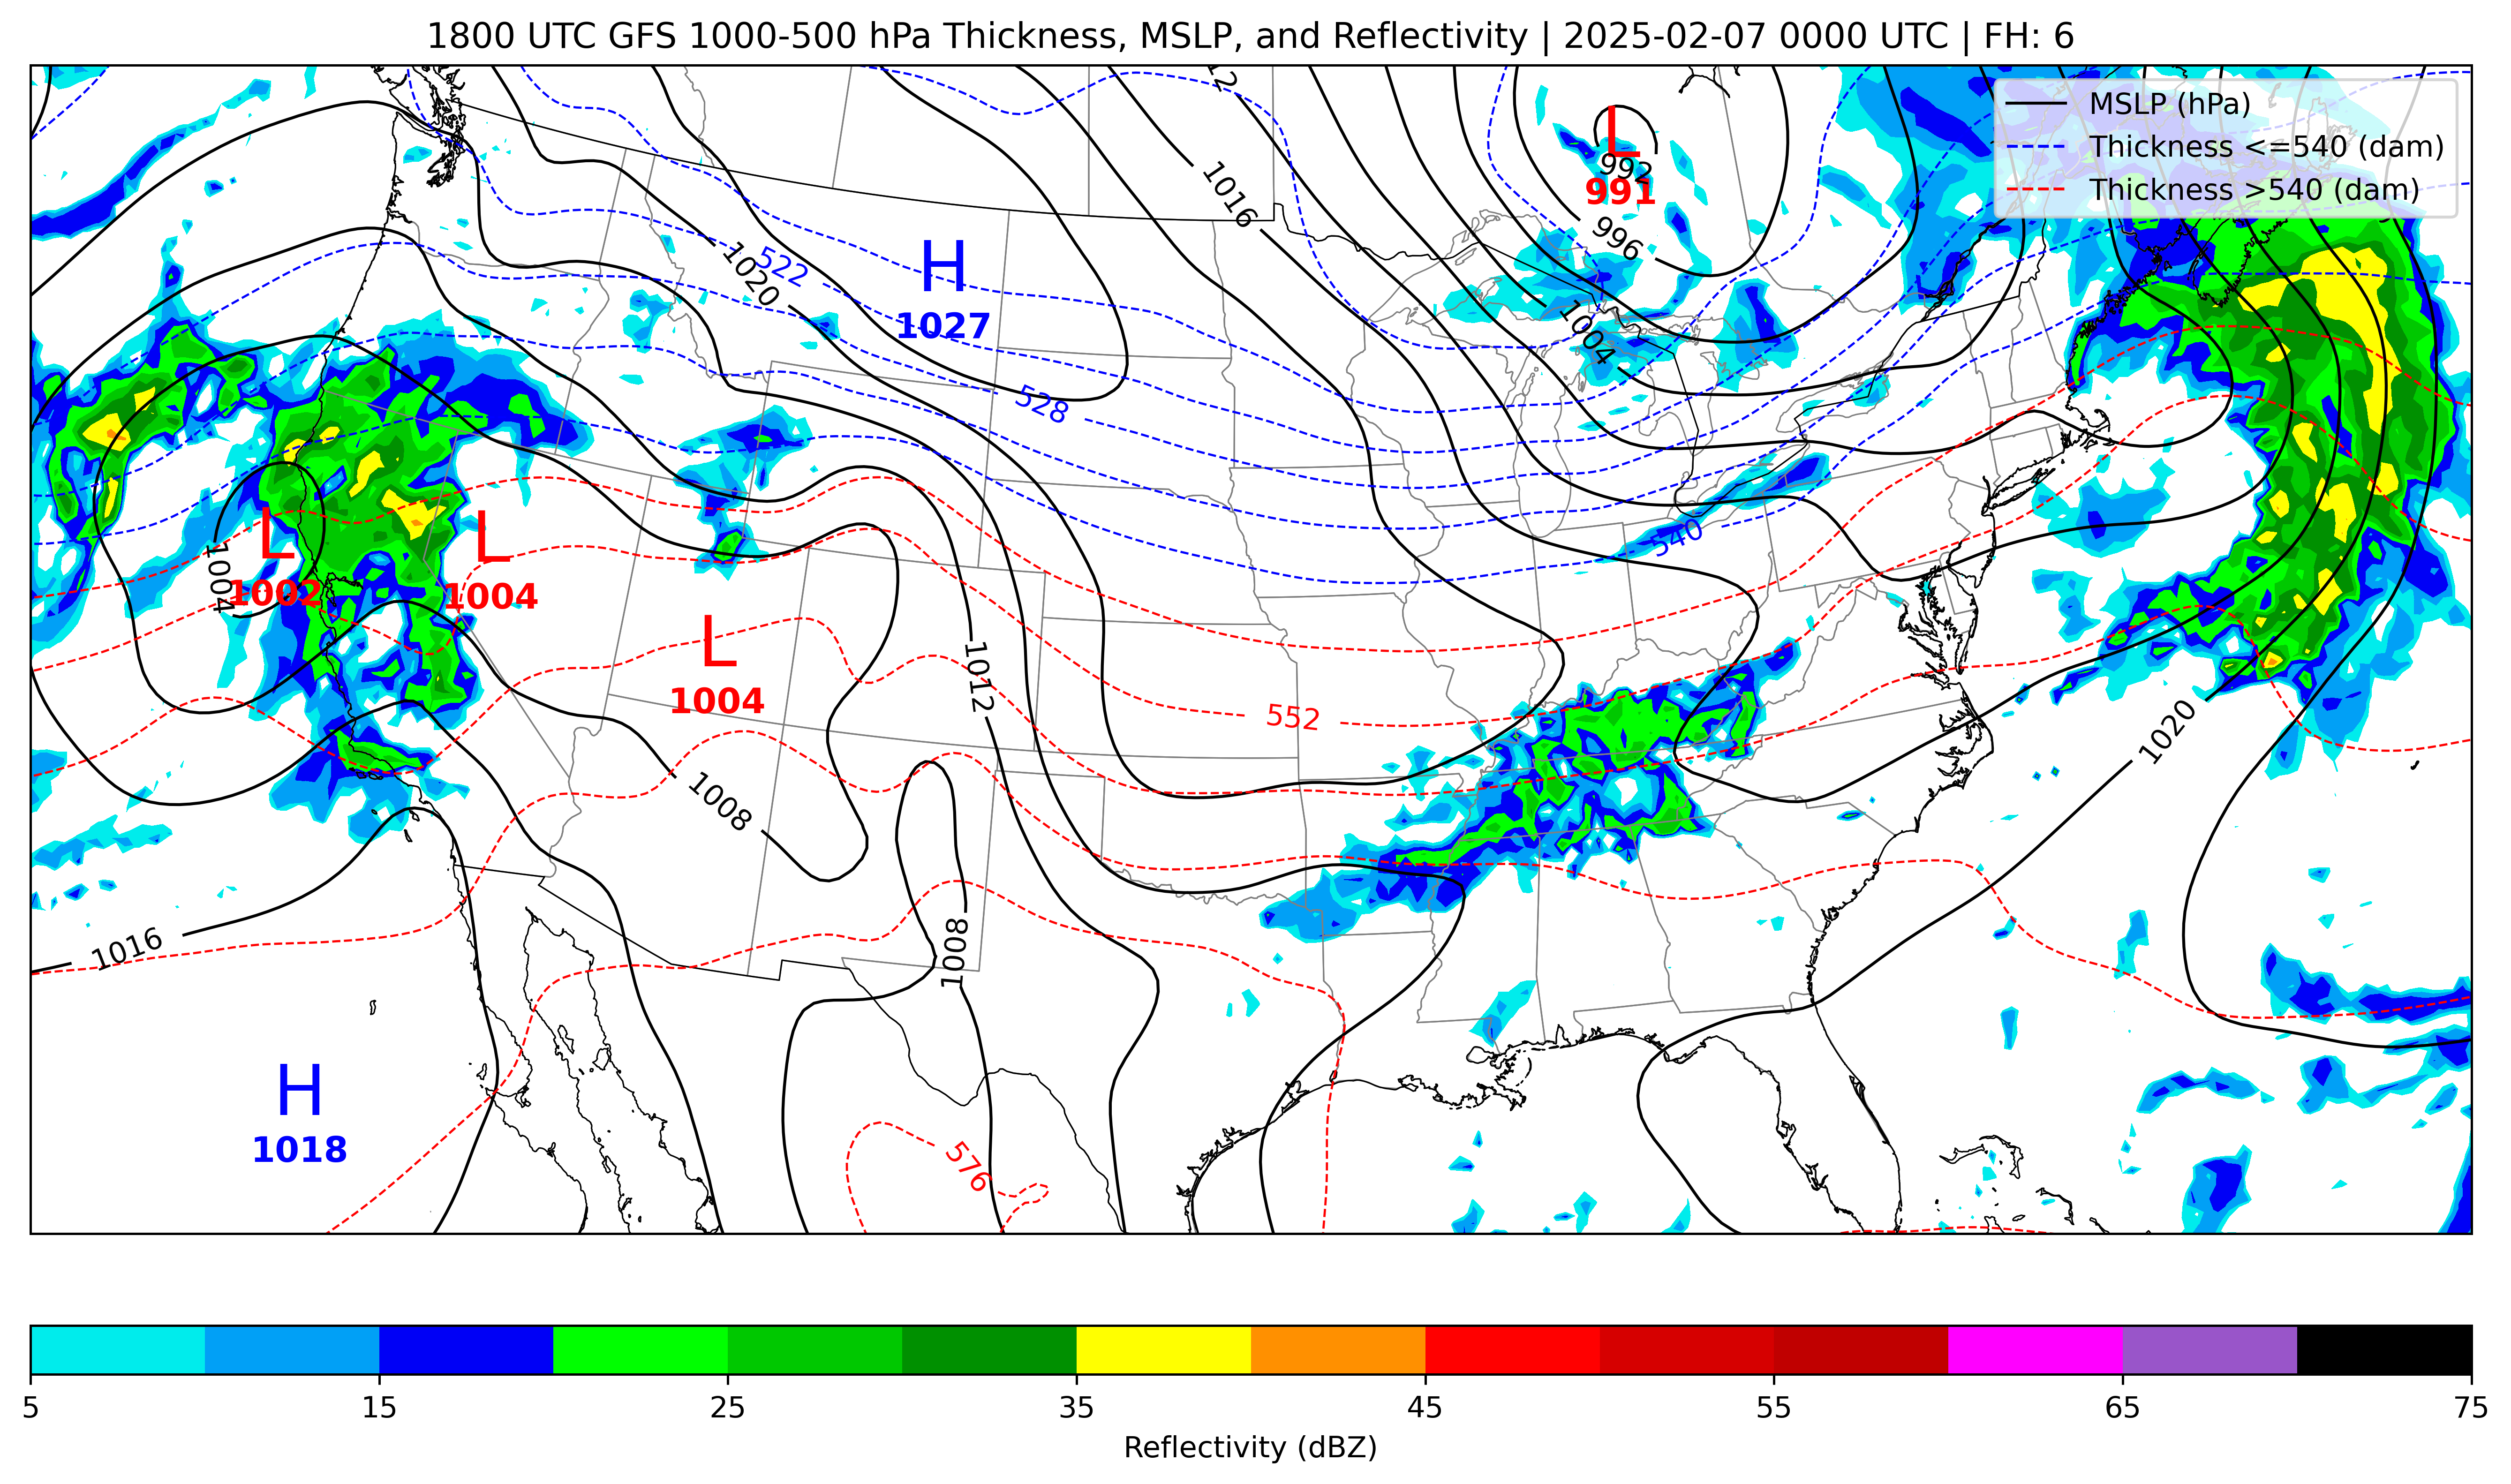 1800 UTC GFS 1000-500 hPa Thickness, MSLP, and Reflectivity | 2025-02-07 0000 UTC | FH: 6
MSLP (hPa)
Thickness <=540 (dam)
Thickness >540 (dam)
12
L
992
991
1016
996
H
1027
1020
522
1004
528
L
1002
1004
L
1004
540
L
1004
1012
552
1020
1008
1016
1008
H
1018
576
5
15
25
35
45
55
65
75
Reflectivity (dBZ)